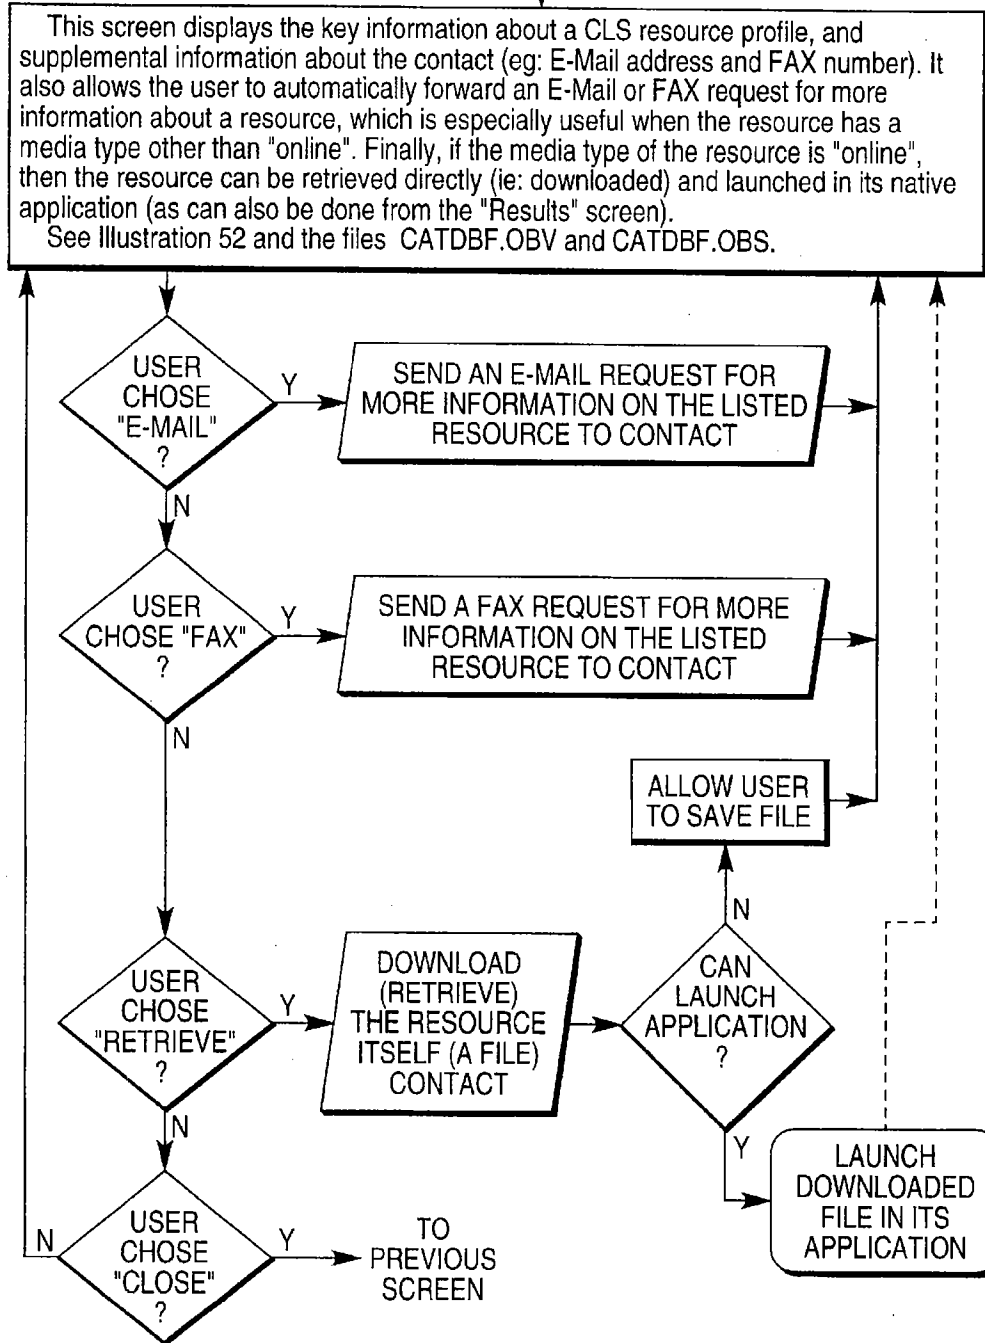 This screen displays the key information about a CLS resource profile, and
supplemental information about the contact (eg: E-Mail address and FAX number). It
also allows the user to automatically forward an E-Mail or FAX request for more
information about a resource, which is especially useful when the resource has a
media type other than "online". Finally, if the media type of the resource is "online",
then the resource can be retrieved directly (ie: downloaded) and launched in its native
application (as can also be done from the "Results" screen).
See Illustration 52 and the files CATDBF.OBV and CATDBF.OBS.
USER
CHOSE
"E-MAIL"
?
Y
SEND AN E-MAIL REQUEST FOR
MORE INFORMATION ON THE LISTED
RESOURCE TO CONTACT
N
USER
CHOSE "FAX"
?
Y
SEND A FAX REQUEST FOR MORE
INFORMATION ON THE LISTED
RESOURCE TO CONTACT
N
ALLOW USER
TO SAVE FILE
N
USER
CHOSE
"RETRIEVE"
?
Y
DOWNLOAD
(RETRIEVE)
THE RESOURCE
ITSELF (A FILE)
CONTACT
CAN
LAUNCH
APPLICATION
?
N
Y
LAUNCH
DOWNLOADED
FILE IN ITS
APPLICATION
N
USER
CHOSE
"CLOSE"
?
Y
TO
PREVIOUS
SCREEN